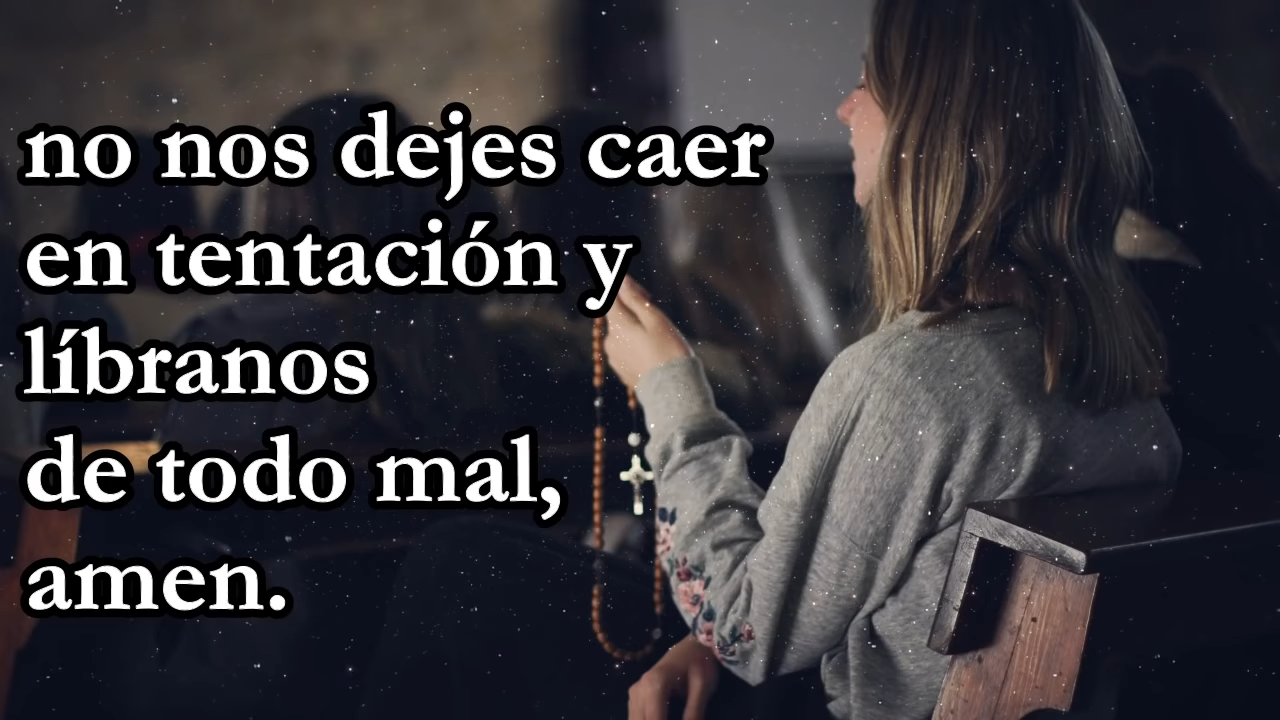 no nos dejes caer
en tentación y
líbranos
de todo mal,
amen.